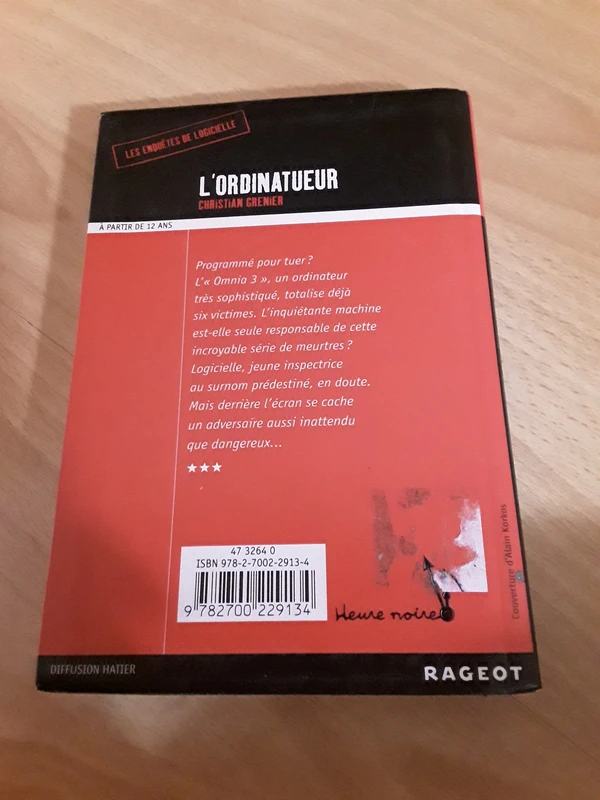 LES ENQUÊTES DE LOGICIELLE
L'ORDINATUEUR
CHRISTIAN GRENIER
À PARTIR DE 12 ANS
Programmé pour tuer ?
L'« Omnia 3 », un ordinateur
très sophistiqué, totalise déjà
six victimes. L'inquiétante machine
est-elle seule responsable de cette
incroyable série de meurtres ?
Logicielle, jeune inspectrice
au surnom prédestiné, en doute.
Mais derrière l'écran se cache
un adversaire aussi inattendu
que dangereux...
★★★
47 3264 0
ISBN 978-2-7002-2913-4
9 782700 229134
Heure noire
Couverture d'Alain Korkos
DIFFUSION HATIER
RAGEOT